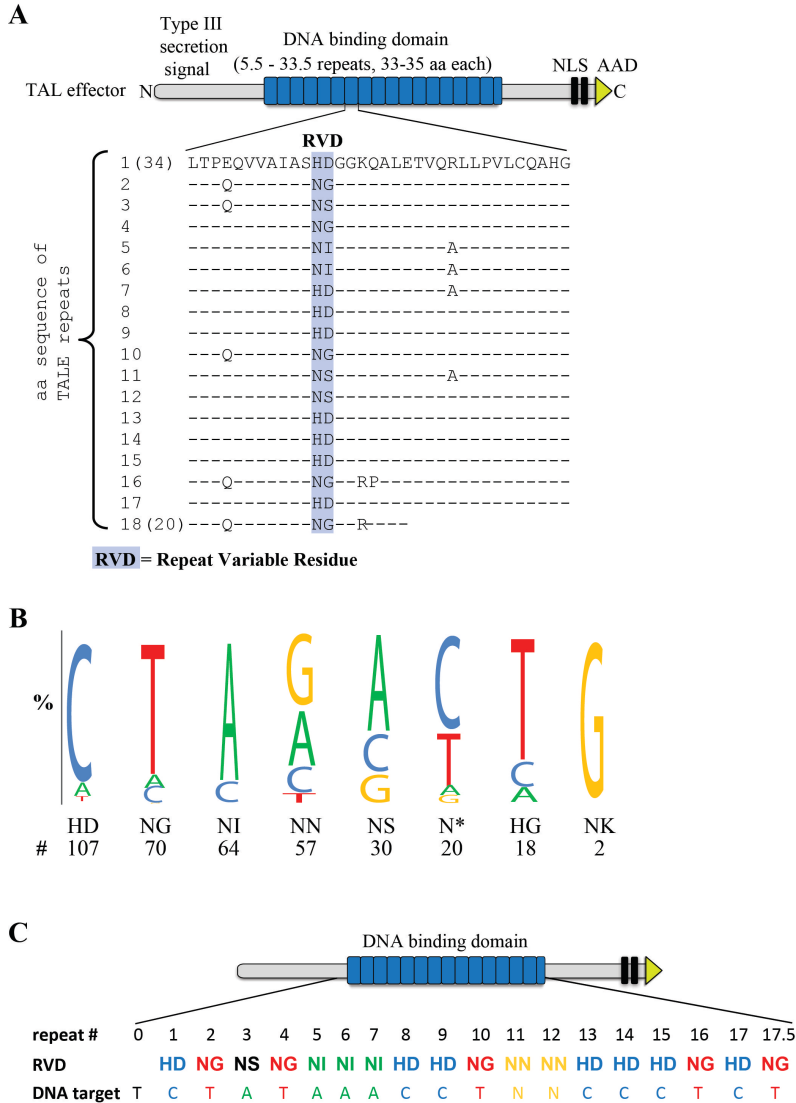 A
Type III
secretion
signal
DNA binding domain
(5.5 - 33.5 repeats, 33-35 aa each)
NLS AAD
TAL effector N C
RVD
aa sequence of
TALE repeats
1(34) LTPEQVVAIASHDGGKQALETVQRLLPVLCQAHG
2 ---Q-------NG---------------------
3 ---Q-------NS---------------------
4 -----------NG---------------------
5 -----------NI----------A----------
6 -----------NI----------A----------
7 -----------HD----------A----------
8 -----------HD---------------------
9 -----------HD---------------------
10 ---Q-------NG---------------------
11 -----------NS----------A----------
12 -----------NS---------------------
13 -----------HD---------------------
14 -----------HD---------------------
15 -----------HD---------------------
16 ---Q-------NG--RP-----------------
17 -----------HD---------------------
18(20) ---Q-------NG--R----
RVD = Repeat Variable Residue
B
%
C A T
T A C
A C
G A C T
A C G
C T A G
T C A
G
HD NG NI NN NS N* HG NK
# 107 70 64 57 30 20 18 2
C
DNA binding domain
repeat # 0 1 2 3 4 5 6 7 8 9 10 11 12 13 14 15 16 17 17.5
RVD HD NG NS NG NI NI NI HD HD NG NN NN HD HD HD NG HD NG
DNA target T C T A T A A A C C T N N C C C T C T